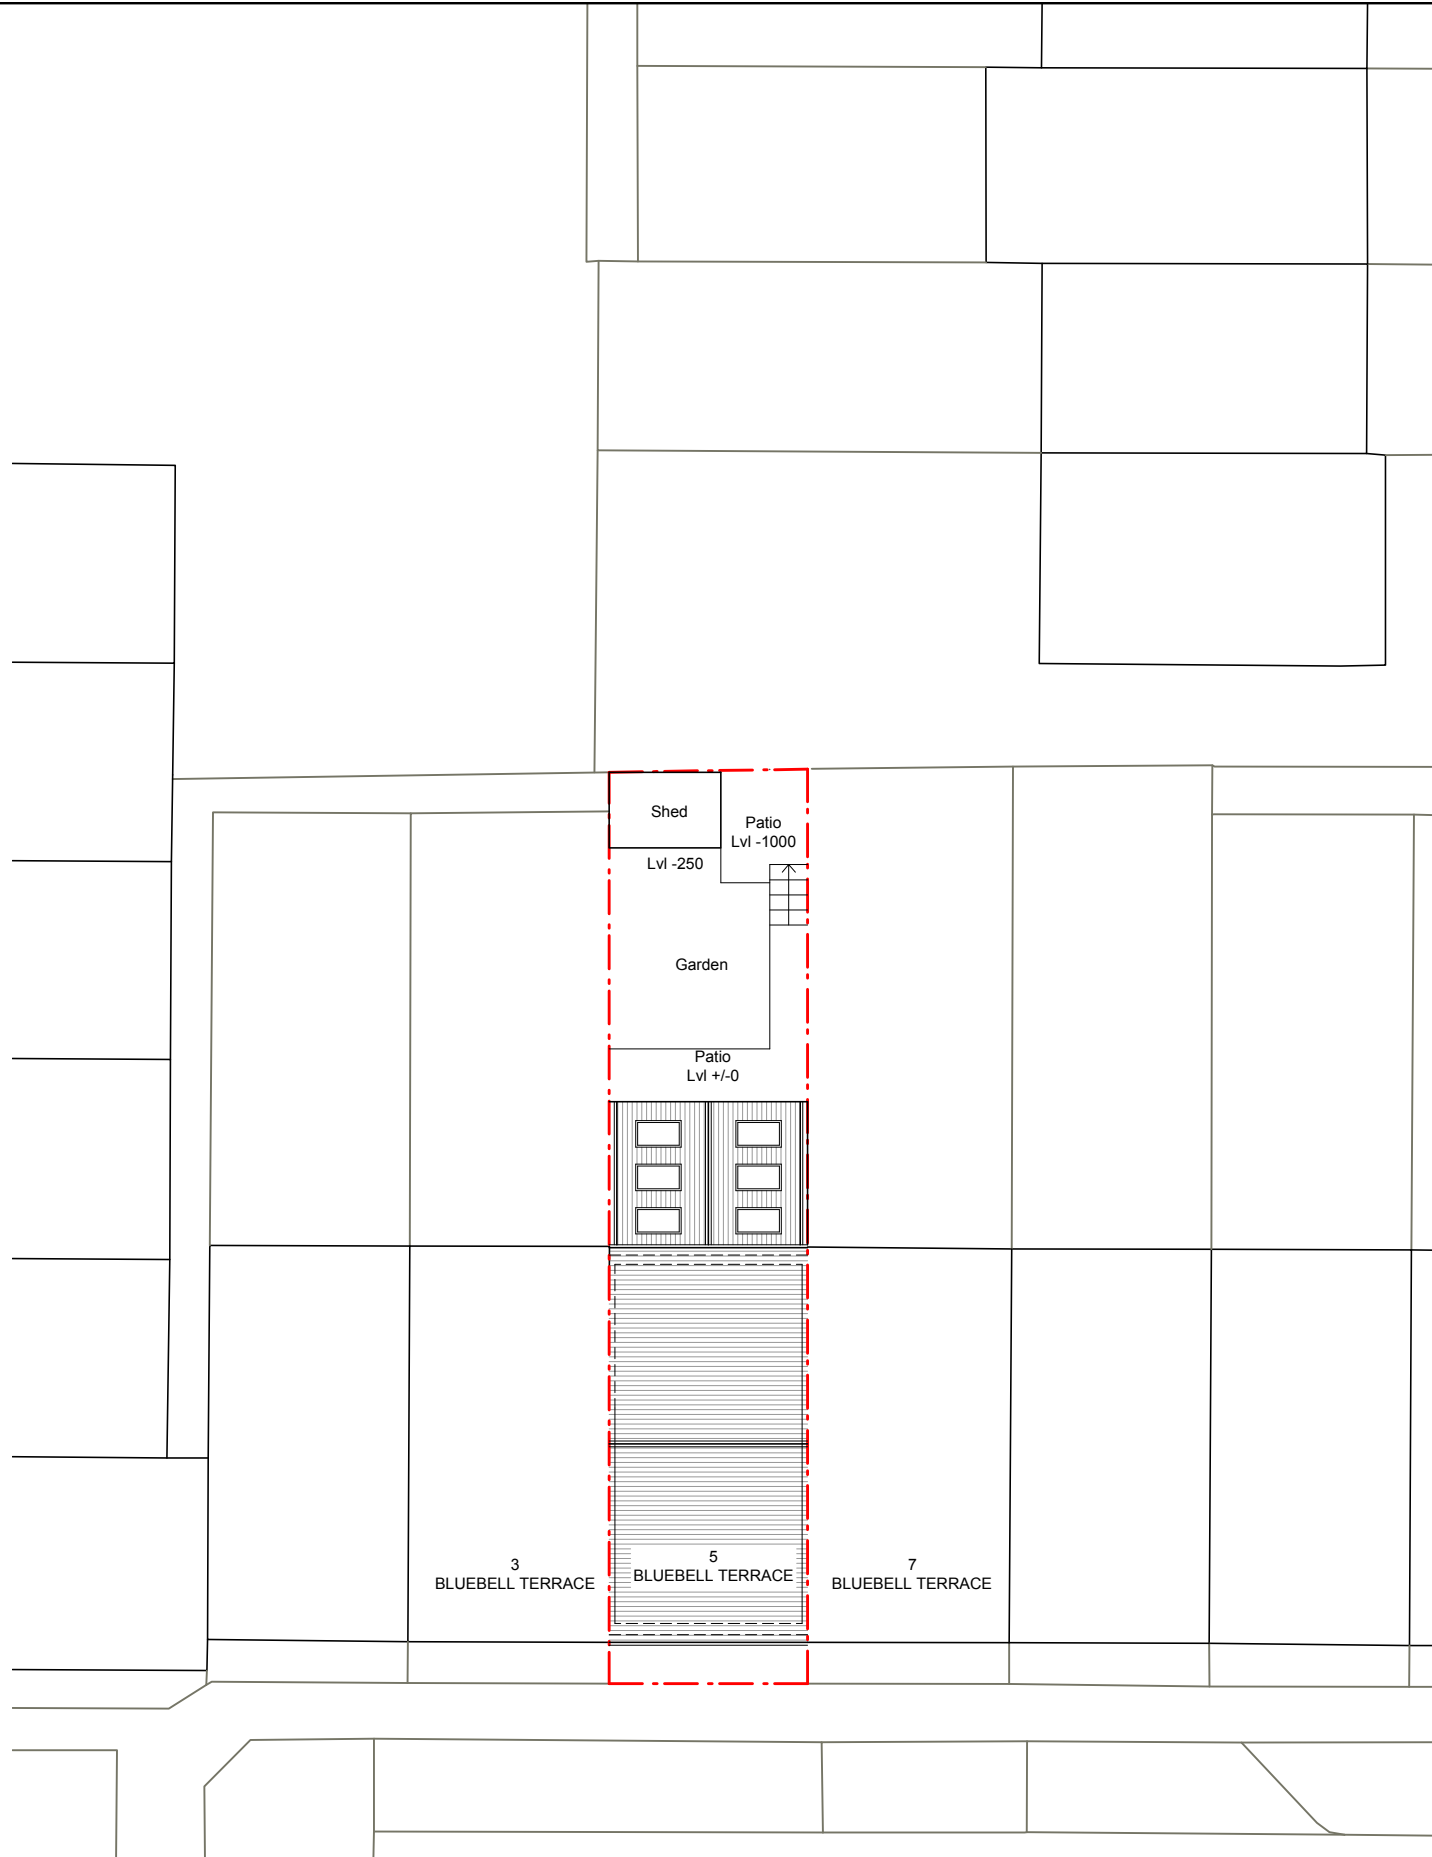 Shed
Patio
Lvl -1000
Lvl -250
Garden
Patio
Lvl +/-0
3
BLUEBELL TERRACE
5
BLUEBELL TERRACE
7
BLUEBELL TERRACE